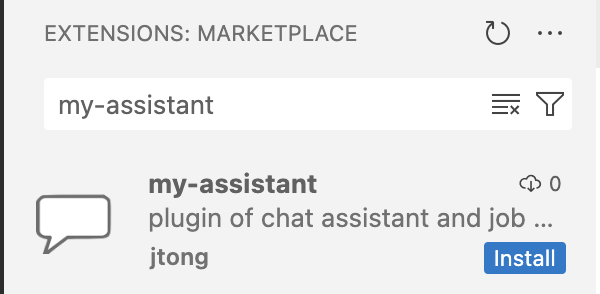 EXTENSIONS: MARKETPLACE
my-assistant
my-assistant 0
plugin of chat assistant and job ...
jtong Install